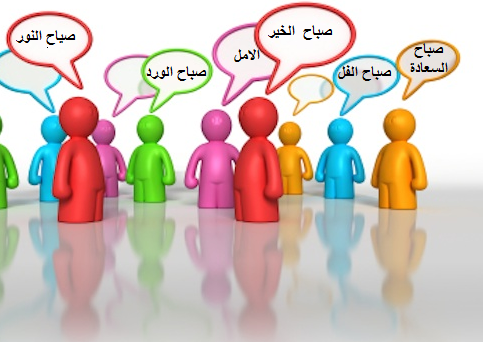 صباح النور
صباح الورد
الامل
صباح الخير
صباح الفل
صباح
السعادة